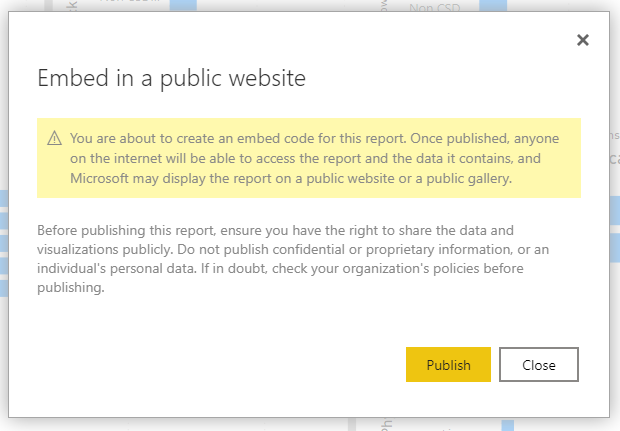 Non CSD
Embed in a public website
You are about to create an embed code for this report. Once published, anyone
on the internet will be able to access the report and the data it contains, and
Microsoft may display the report on a public website or a public gallery.
Before publishing this report, ensure you have the right to share the data and
visualizations publicly. Do not publish confidential or proprietary information, or an
individual's personal data. If in doubt, check your organization's policies before
publishing.
Publish
Close